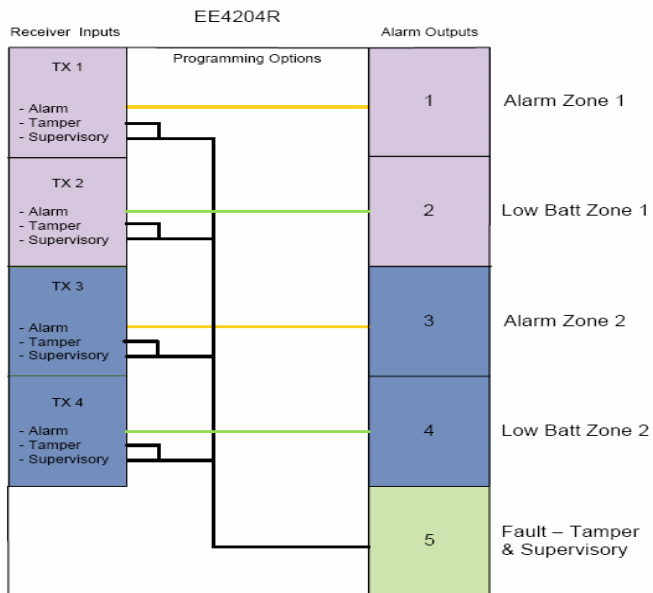 EE4204R
Receiver Inputs
Alarm Outputs
Programming Options
TX 1
- Alarm
- Tamper
- Supervisory
1
Alarm Zone 1
TX 2
- Alarm
- Tamper
- Supervisory
2
Low Batt Zone 1
TX 3
- Alarm
- Tamper
- Supervisory
3
Alarm Zone 2
TX 4
- Alarm
- Tamper
- Supervisory
4
Low Batt Zone 2
5
Fault – Tamper
& Supervisory